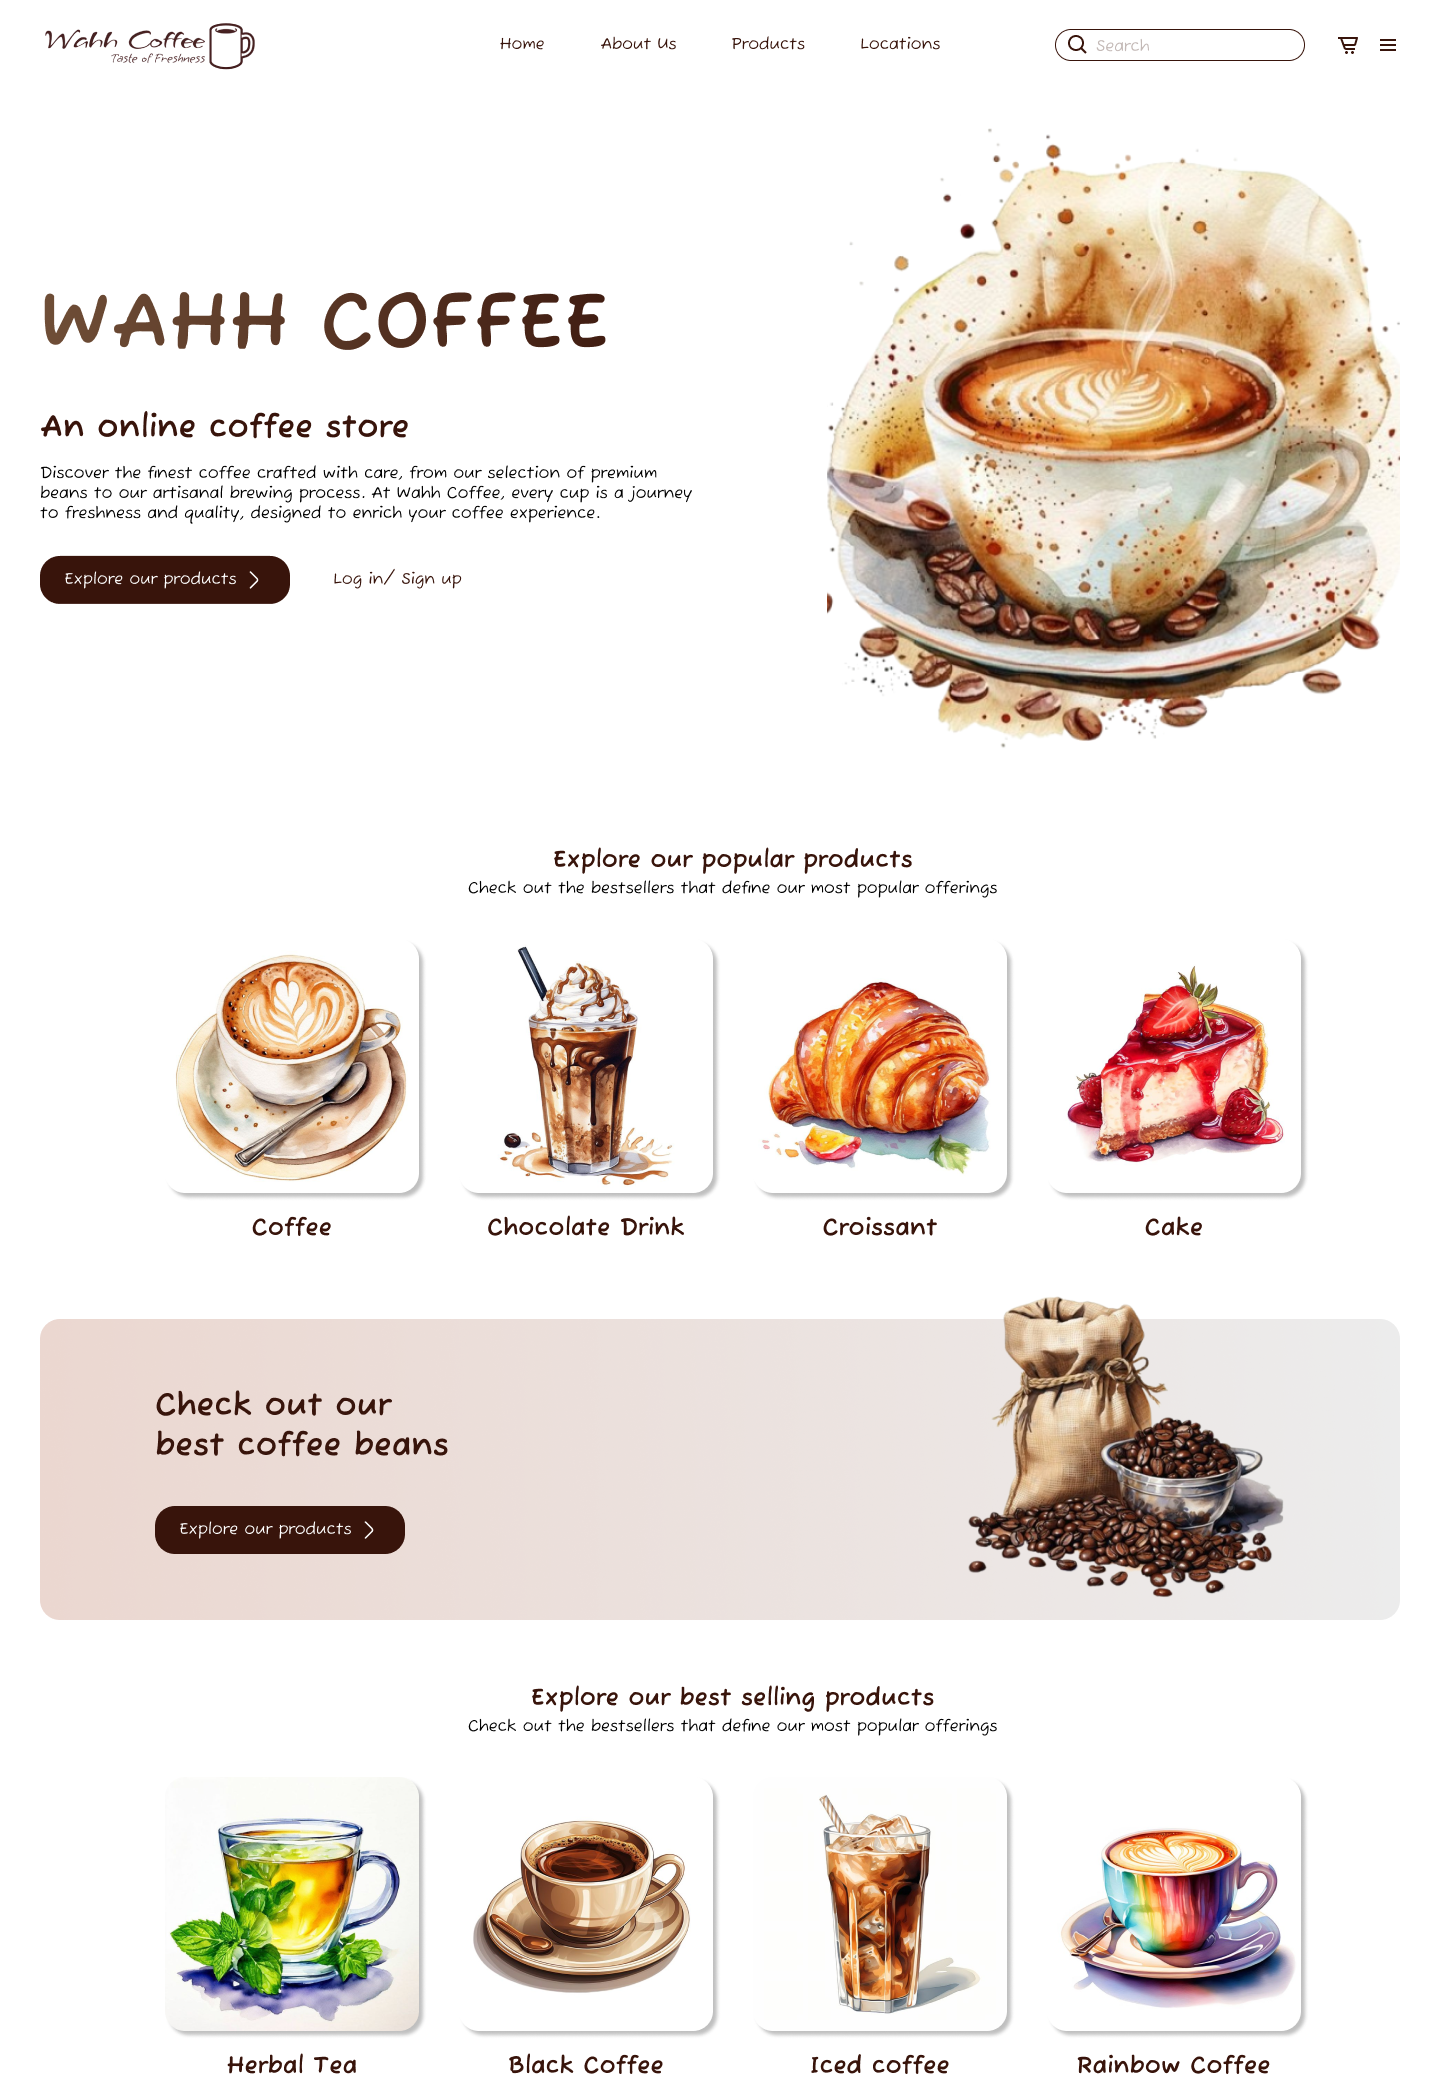 Wahh Coffee
Taste of Freshness
Home
About Us
Products
Locations
Search
WAHH COFFEE
An online coffee store
Discover the finest coffee crafted with care, from our selection of premium
beans to our artisanal brewing process. At Wahh Coffee, every cup is a journey
to freshness and quality, designed to enrich your coffee experience.
Explore our products
Log in/ Sign up
Explore our popular products
Check out the bestsellers that define our most popular offerings
Coffee
Chocolate Drink
Croissant
Cake
Check out our
best coffee beans
Explore our products
Explore our best selling products
Check out the bestsellers that define our most popular offerings
Herbal Tea
Black Coffee
Iced coffee
Rainbow Coffee